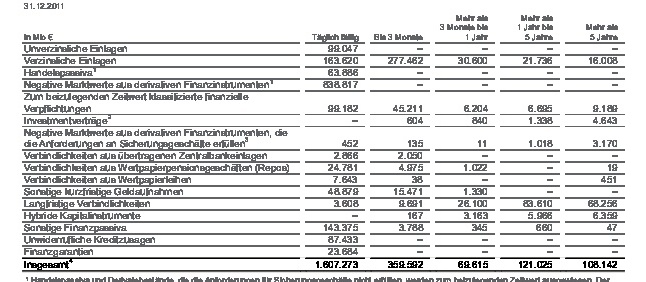 31.12.2011
Mehr als Mehr als
3 Monate bis 1 Jahr bis Mehr als
In Mio € Täglich fällig Bis 3 Monate 1 Jahr 5 Jahre 5 Jahre
Unverzinsliche Einlagen 99.047 – – – –
Verzinsliche Einlagen 163.620 277.462 30.600 21.736 16.008
Handelspassiva¹ 63.886 – – – –
Negative Marktwerte aus derivativen Finanzinstrumenten¹ 838.817 – – – –
Zum beizulegenden Zeitwert klassifizierte finanzielle
Verpflichtungen 99.182 45.211 6.204 6.695 9.189
Investmentverträge² – 604 840 1.338 4.643
Negative Marktwerte aus derivativen Finanzinstrumenten, die
die Anforderungen an Sicherungsgeschäfte erfüllen³ 452 135 11 1.018 3.170
Verbindlichkeiten aus übertragenen Zentralbankeinlagen 2.866 2.050 – – –
Verbindlichkeiten aus Wertpapierpensionsgeschäften (Repos) 24.781 4.975 1.022 – 19
Verbindlichkeiten aus Wertpapierleihen 7.643 38 – – 451
Sonstige kurzfristige Geldaufnahmen 48.879 15.471 1.330 – –
Langfristige Verbindlichkeiten 3.608 9.691 26.100 83.610 68.256
Hybride Kapitalinstrumente – 167 3.163 5.966 6.359
Sonstige Finanzpassiva 143.375 3.788 345 660 47
Unwiderrufliche Kreditzusagen 87.433 – – – –
Finanzgarantien 23.684 – – – –
Insgesamt⁴ 1.607.273 359.592 69.615 121.025 108.142
¹ Handelspassiva und Derivatebestände, die die Anforderungen für Sicherungsgeschäfte nicht erfüllen, werden zum beizulegenden Zeitwert ausgewiesen. Der